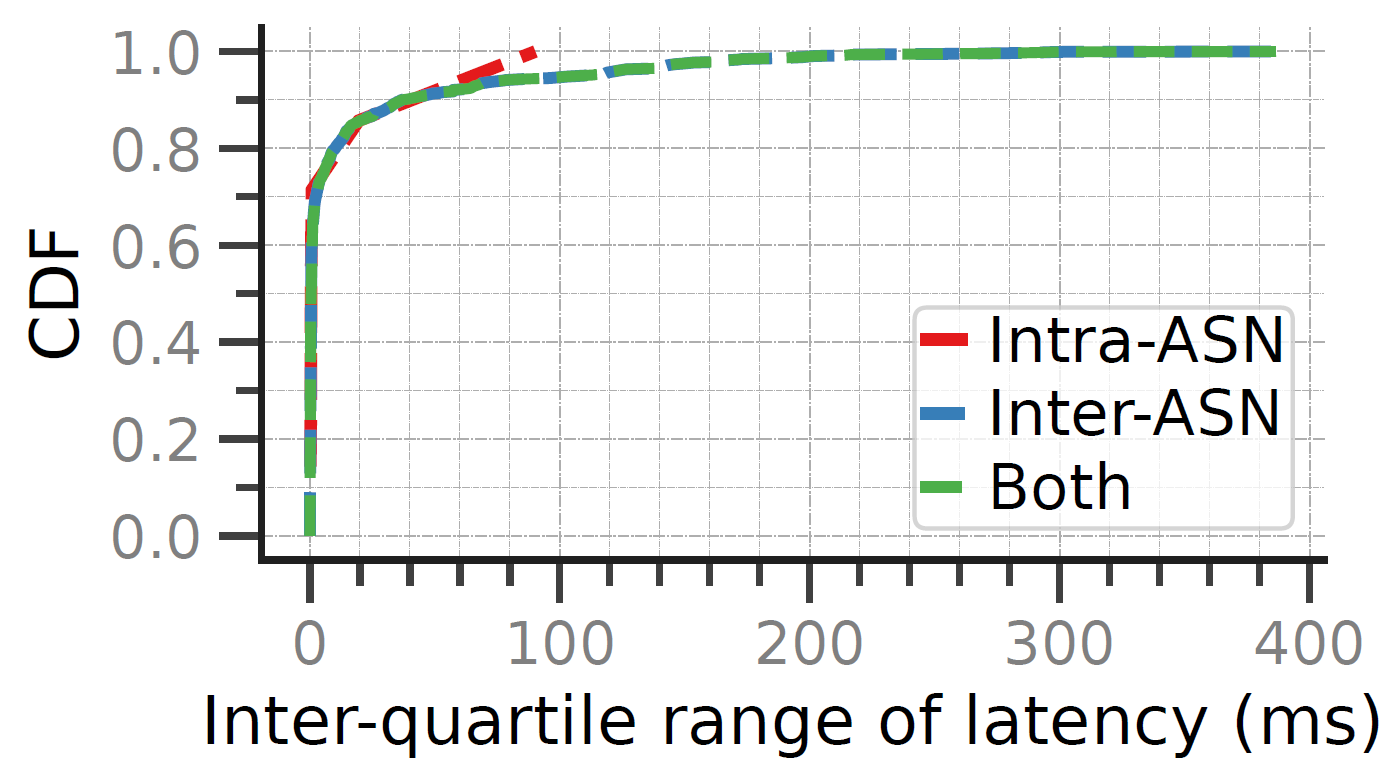 1.0
0.8
0.6
0.4
0.2
0.0
CDF
Intra-ASN
Inter-ASN
Both
0 100 200 300 400
Inter-quartile range of latency (ms)